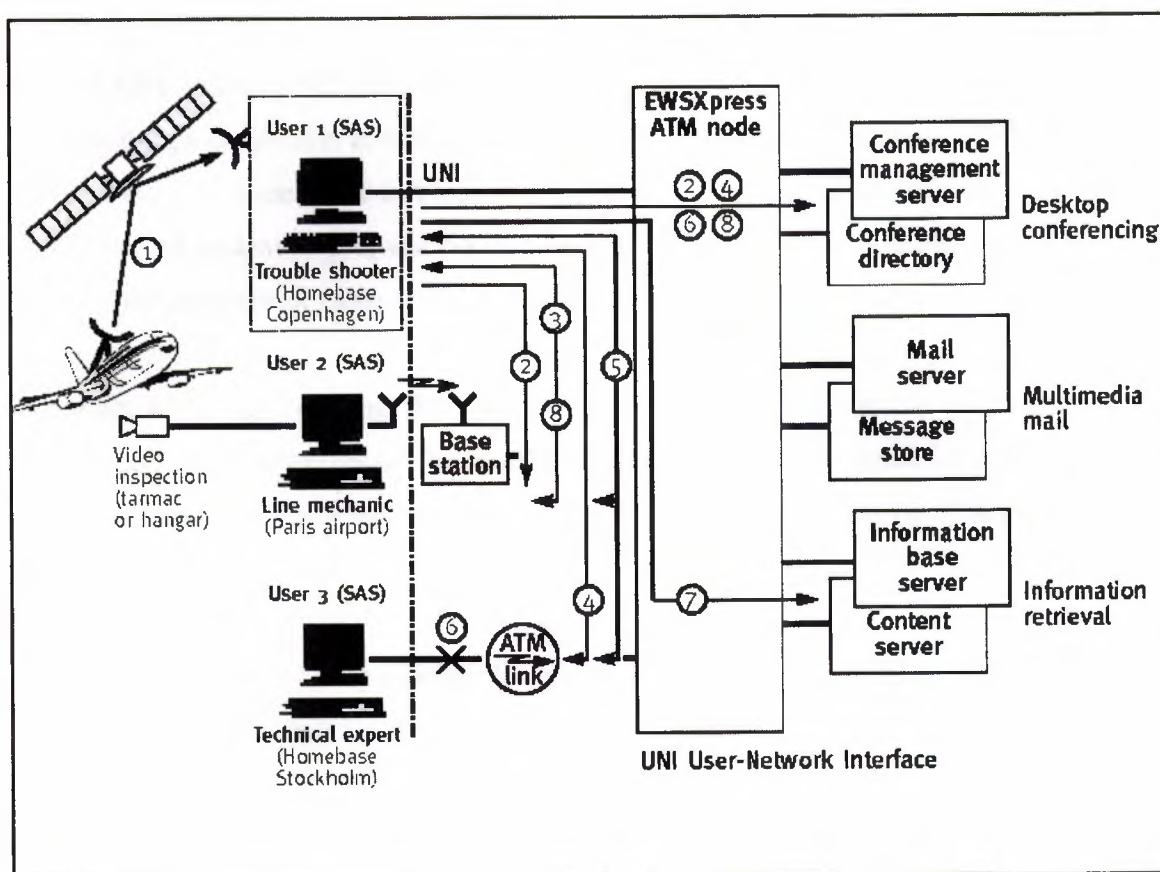 EWSXpress
ATM node
User 1 (SAS)
UNI
2 4
6 8
Conference
management
server
Conference
directory
Desktop
conferencing
1
Trouble shooter
(Homebase
Copenhagen)
3
2
5
8
User 2 (SAS)
Base
station
Video
inspection
(tarmac
or hangar)
Line mechanic
(Paris airport)
Mail
server
Message
store
Multimedia
mail
User 3 (SAS)
6
ATM
link
4
7
Information
base
server
Content
server
Information
retrieval
Technical expert
(Homebase
Stockholm)
UNI User-Network Interface